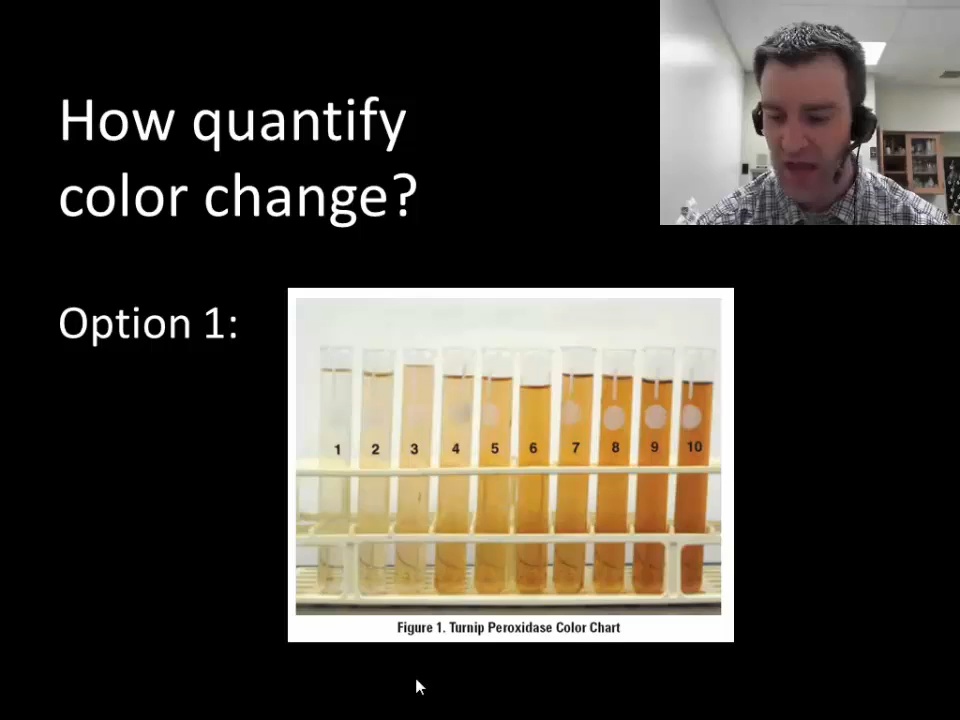 How quantify
color change?
Option 1:
1 2 3 4 5 6 7 8 9 10
Figure 1. Turnip Peroxidase Color Chart